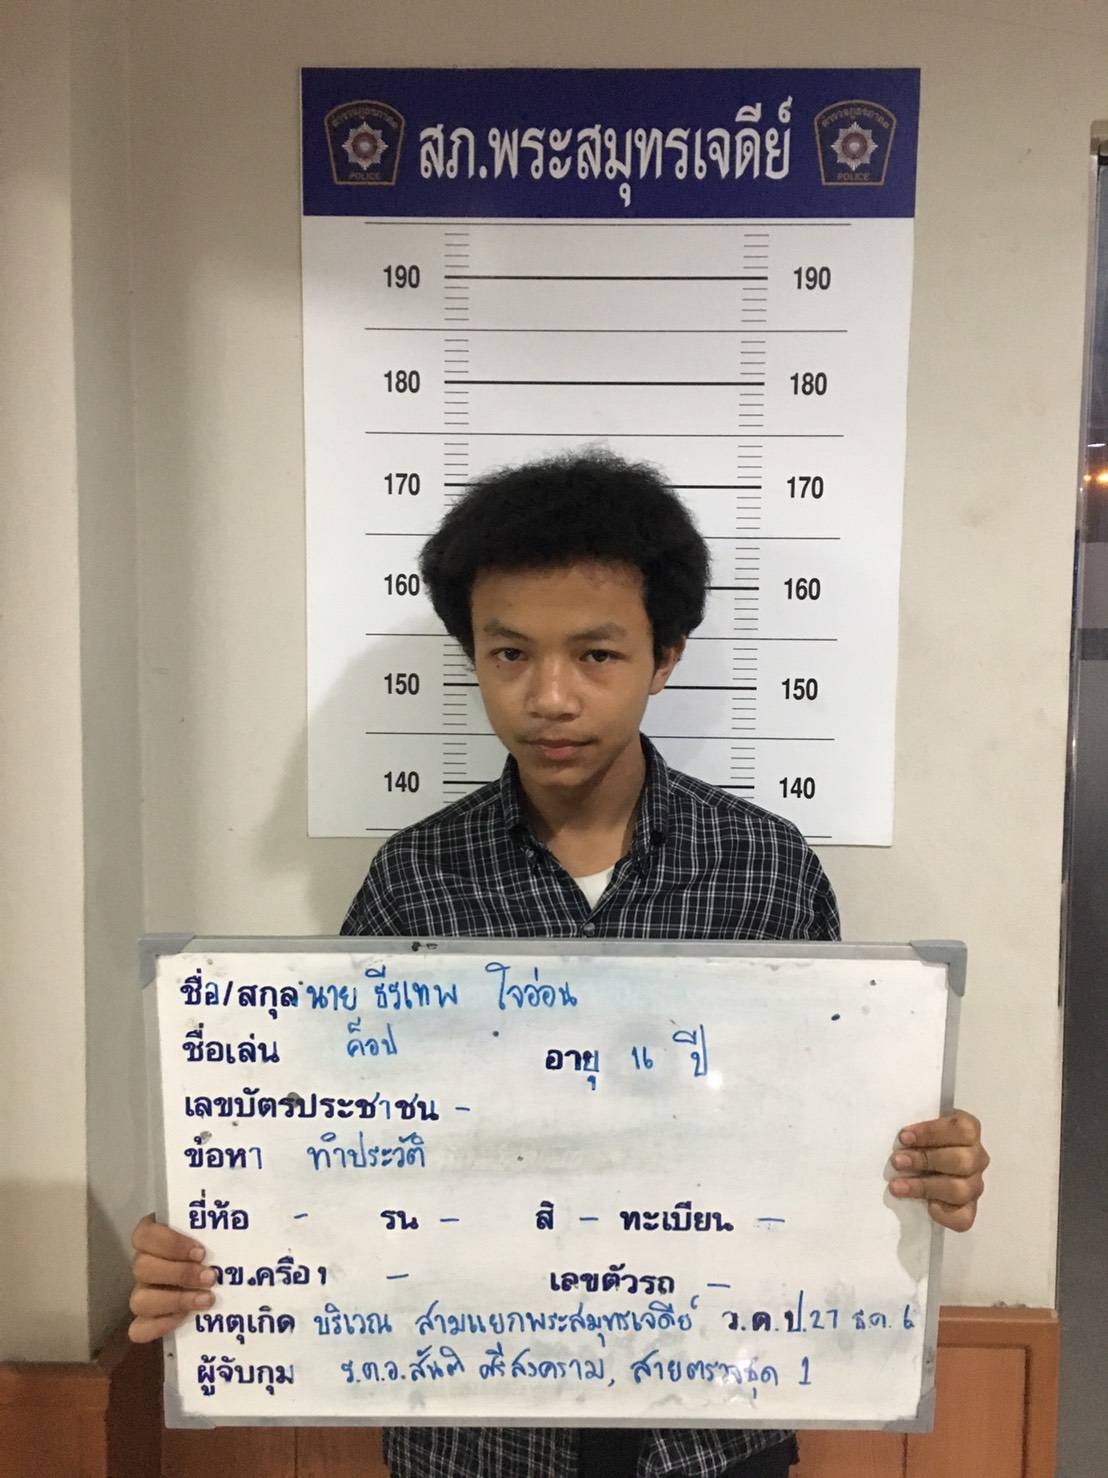 สภ.พระสมุทรเจดีย์
POLICE POLICE
190 190
180 180
170 170
160 160
150 150
140 140
ชื่อ/สกุล นาย ธีรเทพ ใจอ่อน
ชื่อเล่น ค็อป อายุ 16 ปี
เลขบัตรประชาชน -
ข้อหา ทำประวัติ
ยี่ห้อ - รน - สี - ทะเบียน -
ลข.ครื่อง - เลขตัวรถ -
เหตุเกิด บริเวณ สามแยกพระสมุทรเจดีย์ ว.ด.ป.27 ธ.ค. 6
ผู้จับกุม ร.ต.อ.สันติ ศรีสงคราม, สายตรวจชุด 1